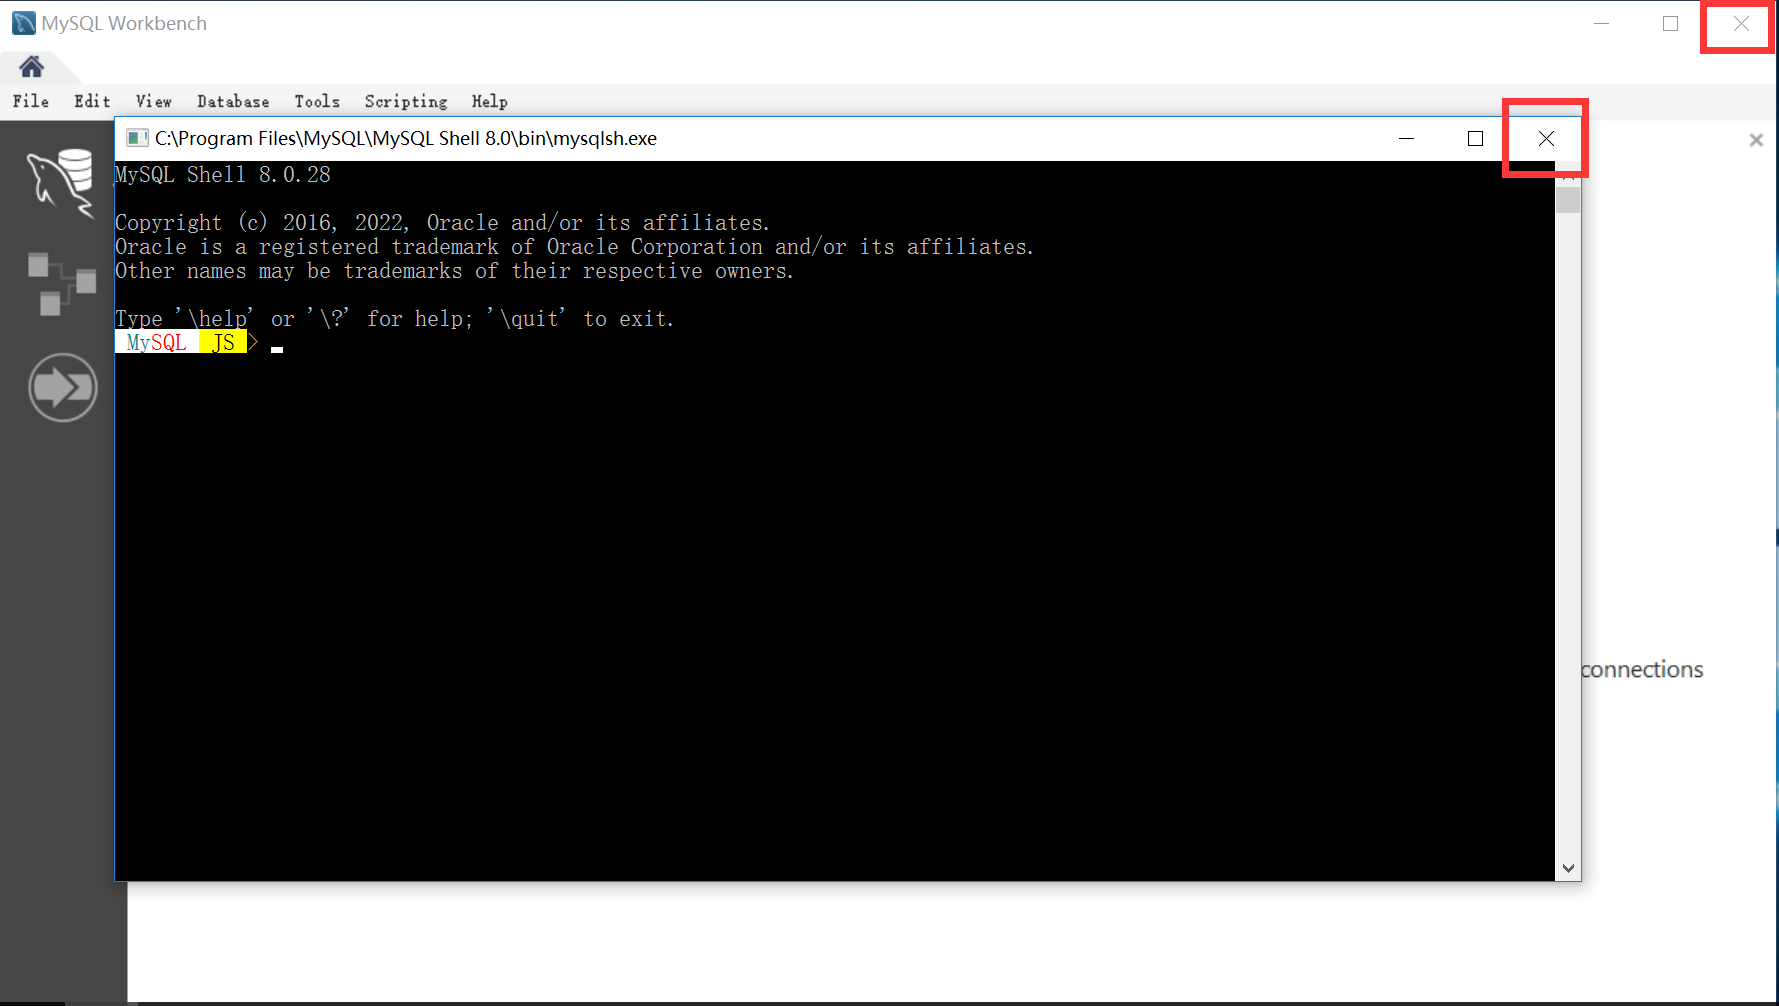 MySQL Workbench
File Edit View Database Tools Scripting Help
C:\Program Files\MySQL\MySQL Shell 8.0\bin\mysqlsh.exe
MySQL Shell 8.0.28
Copyright (c) 2016, 2022, Oracle and/or its affiliates.
Oracle is a registered trademark of Oracle Corporation and/or its affiliates.
Other names may be trademarks of their respective owners.
Type '\help' or '\?' for help; '\quit' to exit.
MySQL JS >
connections